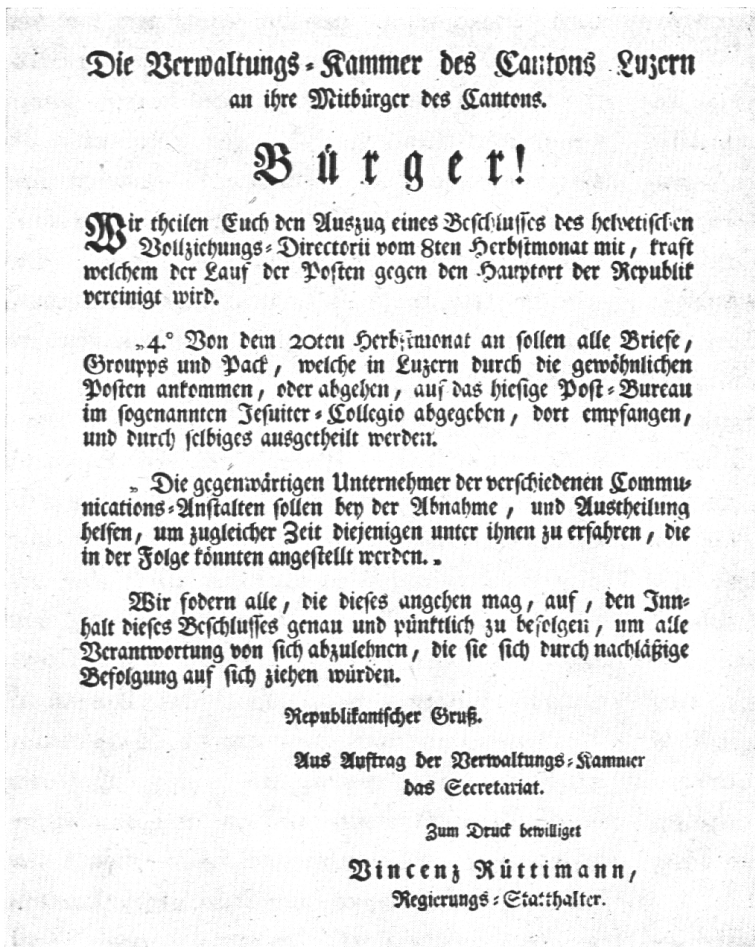 Die Verwaltungs-Kammer des Cantons Luzern
an ihre Mitbürger des Cantons.
Bürger!
Wir theilen Euch den Auszug eines Beschlusses des helvetischen
Vollziehungs-Directorii vom 8ten Herbstmonat mit, kraft
welchem der Lauf der Posten gegen den Hauptort der Republik
vereinigt wird.
„4.° Von dem 20ten Herbstmonat an sollen alle Briefe,
Groupps und Pack, welche in Luzern durch die gewöhnlichen
Posten ankommen, oder abgehen, auf das hiesige Post-Bureau
im sogenannten Jesuiter-Collegio abgegeben, dort empfangen,
und durch selbiges ausgetheilt werden.
„Die gegenwärtigen Unternehmer der verschiedenen Commu-
nications-Anstalten sollen bey der Abnahme, und Austheilung
helfen, um zugleicher Zeit diejenigen unter ihnen zu erfahren, die
in der Folge könnten angestellt werden.„
Wir fodern alle, die dieses angehen mag, auf, den Inn-
halt dieses Beschlusses genau und pünktlich zu befolgen, um alle
Verantwortung von sich abzulehnen, die sie sich durch nachläßige
Befolgung auf sich ziehen würden.
Republikanischer Gruß.
Aus Auftrag der Verwaltungs-Kammer
das Secretariat.
Zum Druck bewilliget
Vincenz Rüttimann,
Regierungs-Statthalter.